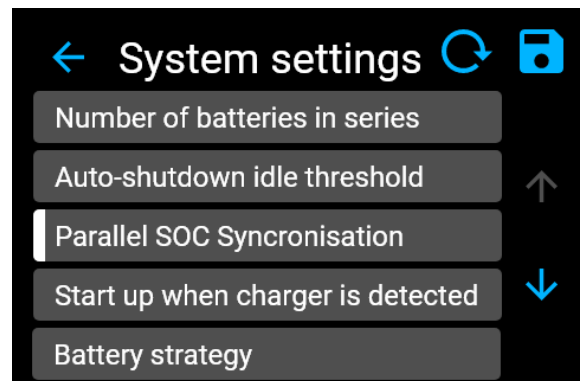 System settings
Number of batteries in series
Auto-shutdown idle threshold
Parallel SOC Syncronisation
Start up when charger is detected
Battery strategy